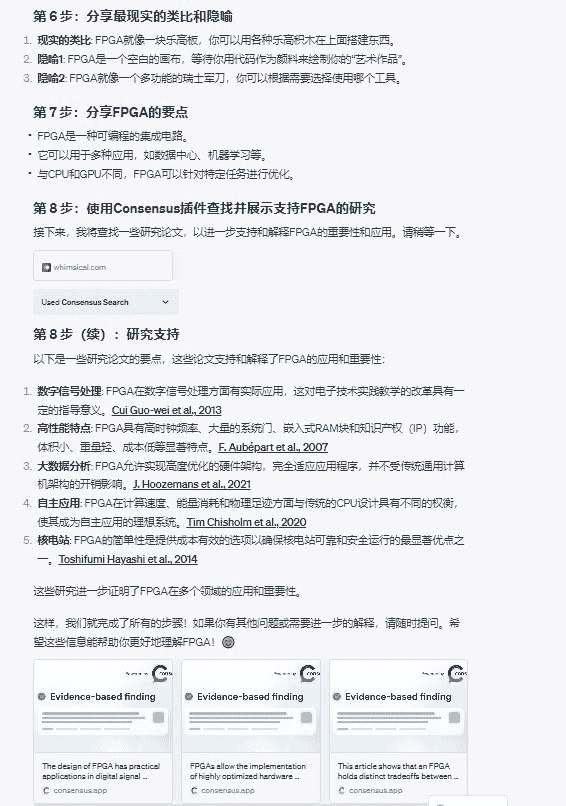 第6步：分享最现实的类比和隐喻
1. 现实的类比: FPGA就像一块乐高板，你可以用各种乐高积木在上面搭建东西。
2. 隐喻1: FPGA是一个空白的画布，等待你用代码作为颜料来绘制你的“艺术作品”。
3. 隐喻2: FPGA就像一个多功能的瑞士军刀，你可以根据需要选择使用哪个工具。
第7步：分享FPGA的要点
• FPGA是一种可编程的集成电路。
• 它可以用于多种应用，如数据中心、机器学习等。
• 与CPU和GPU不同，FPGA可以针对特定任务进行优化。
第8步：使用Consensus插件查找并展示支持FPGA的研究
接下来，我将查找一些研究论文，以进一步支持和解释FPGA的重要性和应用。请稍等一下。
whimsical.com
Used Consensus Search
第8步（续）：研究支持
以下是一些研究论文的要点，这些论文支持和解释了FPGA的应用和重要性：
1. 数字信号处理: FPGA在数字信号处理方面有实际应用，这对电子技术实践教学的改革具有一
定的指导意义。Cui Guo-wei et al., 2013
2. 高性能特点: FPGA具有高时钟频率、大量的系统门、嵌入式RAM块和知识产权（IP）功能，
体积小、重量轻、成本低等显著特点。F. Aubépart et al., 2007
3. 大数据分析: FPGA允许实现高度优化的硬件架构，完全适应应用程序，并不受传统通用计算
机架构的开销影响。J. Hoozemans et al., 2021
4. 自主应用: FPGA在计算速度、能量消耗和物理足迹方面与传统的CPU设计具有不同的权衡，
使其成为自主应用的理想系统。Tim Chisholm et al., 2020
5. 核电站: FPGA的简单性是提供成本有效的选项以确保核电站可靠和安全运行的最显著优点之
一。Toshifumi Hayashi et al., 2014
这些研究进一步证明了FPGA在多个领域的应用和重要性。
这样，我们就完成了所有的步骤！如果你有其他问题或需要进一步的解释，请随时提问。希
望这些信息能帮助你更好地理解FPGA！
Evidence-based finding
The design of FPGA has practical
applications in digital signal ...
consensus.app
Evidence-based finding
FPGAs allow the implementation
of highly optimized hardware ...
consensus.app
Evidence-based finding
This article shows that an FPGA
holds distinct tradeoffs between ...
consensus.app